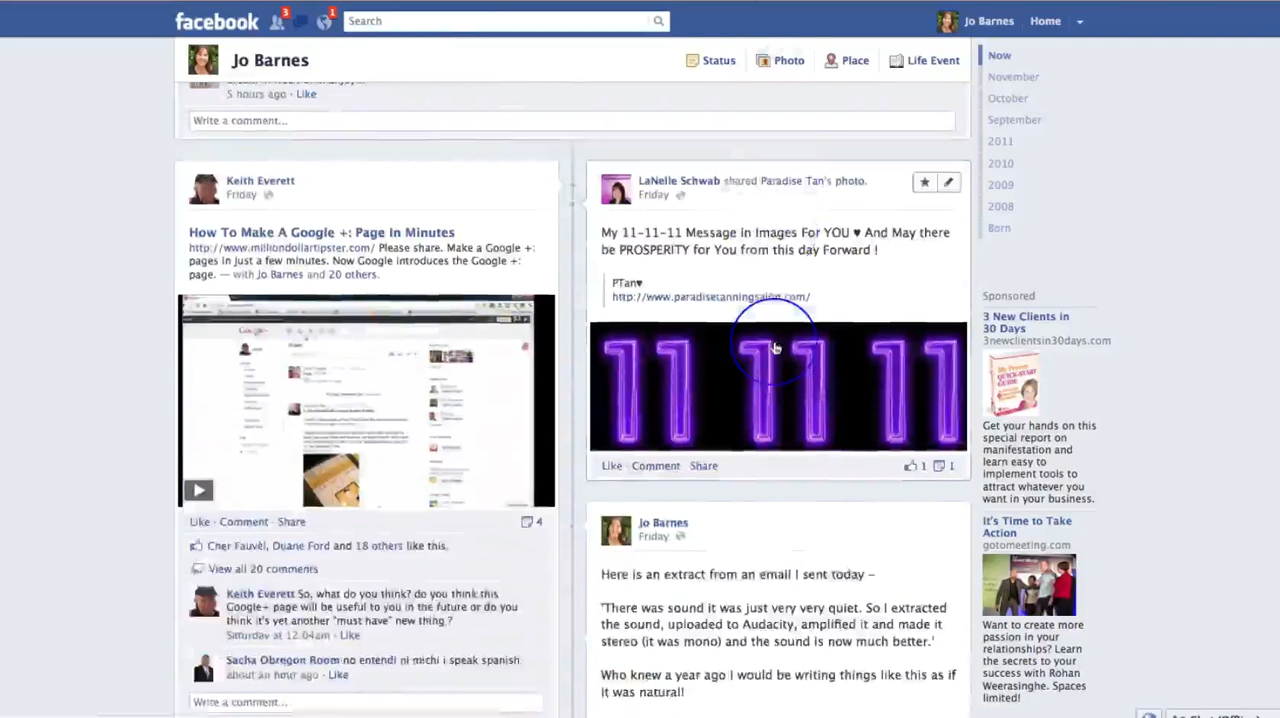 facebook
3
1
Search
Jo Barnes
Home
Jo Barnes
Status
Photo
Place
Life Event
5 hours ago · Like
Write a comment...
Keith Everett
Friday
How To Make A Google +: Page In Minutes
http://www.milliondollartipster.com/ Please share. Make a Google +:
pages in just a few minutes. Now Google introduces the Google +:
page. — with Jo Barnes and 20 others.
Like · Comment · Share
4
Cher Fauvel, Duane Ford and 18 others like this.
View all 20 comments
Keith Everett So, what do you think? do you think this
Google+ page will be useful to you in the future or do you
think it's yet another "must have" new thing?
Saturday at 12:04am · Like
Sacha Obregon Room no entendi ni michi i speak spanish
about an hour ago · Like
Write a comment...
LaNelle Schwab shared Paradise Tan's photo.
Friday
My 11-11-11 Message in Images For YOU ♥ And May there
be PROSPERITY for You from this day Forward !
PTan♥
http://www.paradisetanningsalon.com/
11 11 11
Like · Comment · Share
1
1
Jo Barnes
Friday
Here is an extract from an email I sent today –
'There was sound it was just very very quiet. So I extracted
the sound, uploaded to Audacity, amplified it and made it
stereo (it was mono) and the sound is now much better.'
Who knew a year ago I would be writing things like this as if
it was natural!
Now
November
October
September
2011
2010
2009
2008
Born
Sponsored
3 New Clients in
30 Days
3newclientsin30days.com
Get your hands on this
special report on
manifestation and
learn easy to
implement tools to
attract whatever you
want in your business.
It's Time to Take
Action
gotomeeting.com
Want to create more
passion in your
relationships? Learn
the secrets to your
success with Rohan
Weerasinghe. Spaces
limited!